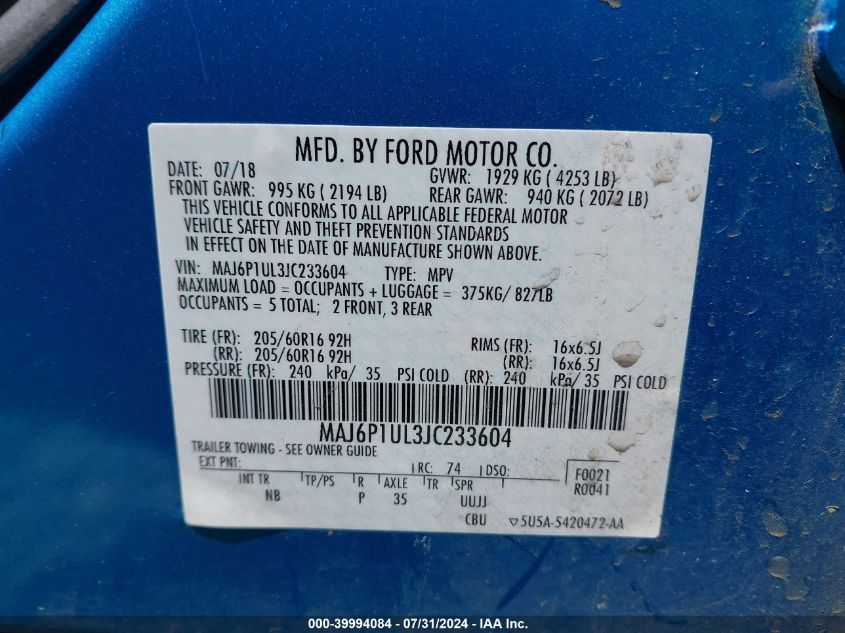 MFD. BY FORD MOTOR CO.
DATE: 07/18 GVWR: 1929 KG ( 4253 LB)
FRONT GAWR: 995 KG ( 2194 LB) REAR GAWR: 940 KG ( 2072 LB)
THIS VEHICLE CONFORMS TO ALL APPLICABLE FEDERAL MOTOR
VEHICLE SAFETY AND THEFT PREVENTION STANDARDS
IN EFFECT ON THE DATE OF MANUFACTURE SHOWN ABOVE.
VIN: MAJ6P1UL3JC233604 TYPE: MPV
MAXIMUM LOAD = OCCUPANTS + LUGGAGE = 375KG/ 827LB
OCCUPANTS = 5 TOTAL; 2 FRONT, 3 REAR
TIRE (FR): 205/60R16 92H RIMS (FR): 16x6.5J
(RR): 205/60R16 92H (RR): 16x6.5J
PRESSURE (FR): 240 kPa/ 35 PSI COLD (RR): 240 kPa/ 35 PSI COLD
MAJ6P1UL3JC233604
TRAILER TOWING - SEE OWNER GUIDE
EXT PNT: RC: 74 DSO: F0021
R0041
INT TR TP/PS R AXLE TR SPR
NB P 35 UUJJ
CBU ▽5U5A-5420472-AA
000-39994084 / 07/31/2024 / IAA Inc.